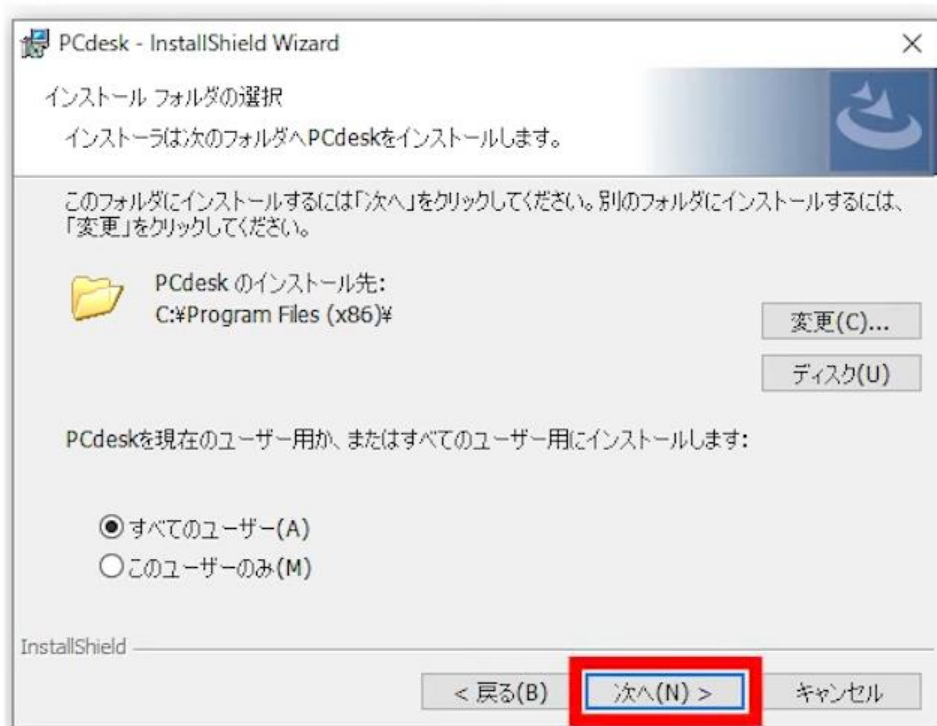 PCdesk - InstallShield Wizard
インストール フォルダの選択
インストーラは次のフォルダへPCdeskをインストールします。
このフォルダにインストールするには「次へ」をクリックしてください。別のフォルダにインストールするには、
「変更」をクリックしてください。
PCdesk のインストール先:
C:¥Program Files (x86)¥
変更(C)...
ディスク(U)
PCdeskを現在のユーザー用か、またはすべてのユーザー用にインストールします:
すべてのユーザー(A)
このユーザーのみ(M)
InstallShield
< 戻る(B)
次へ(N) >
キャンセル